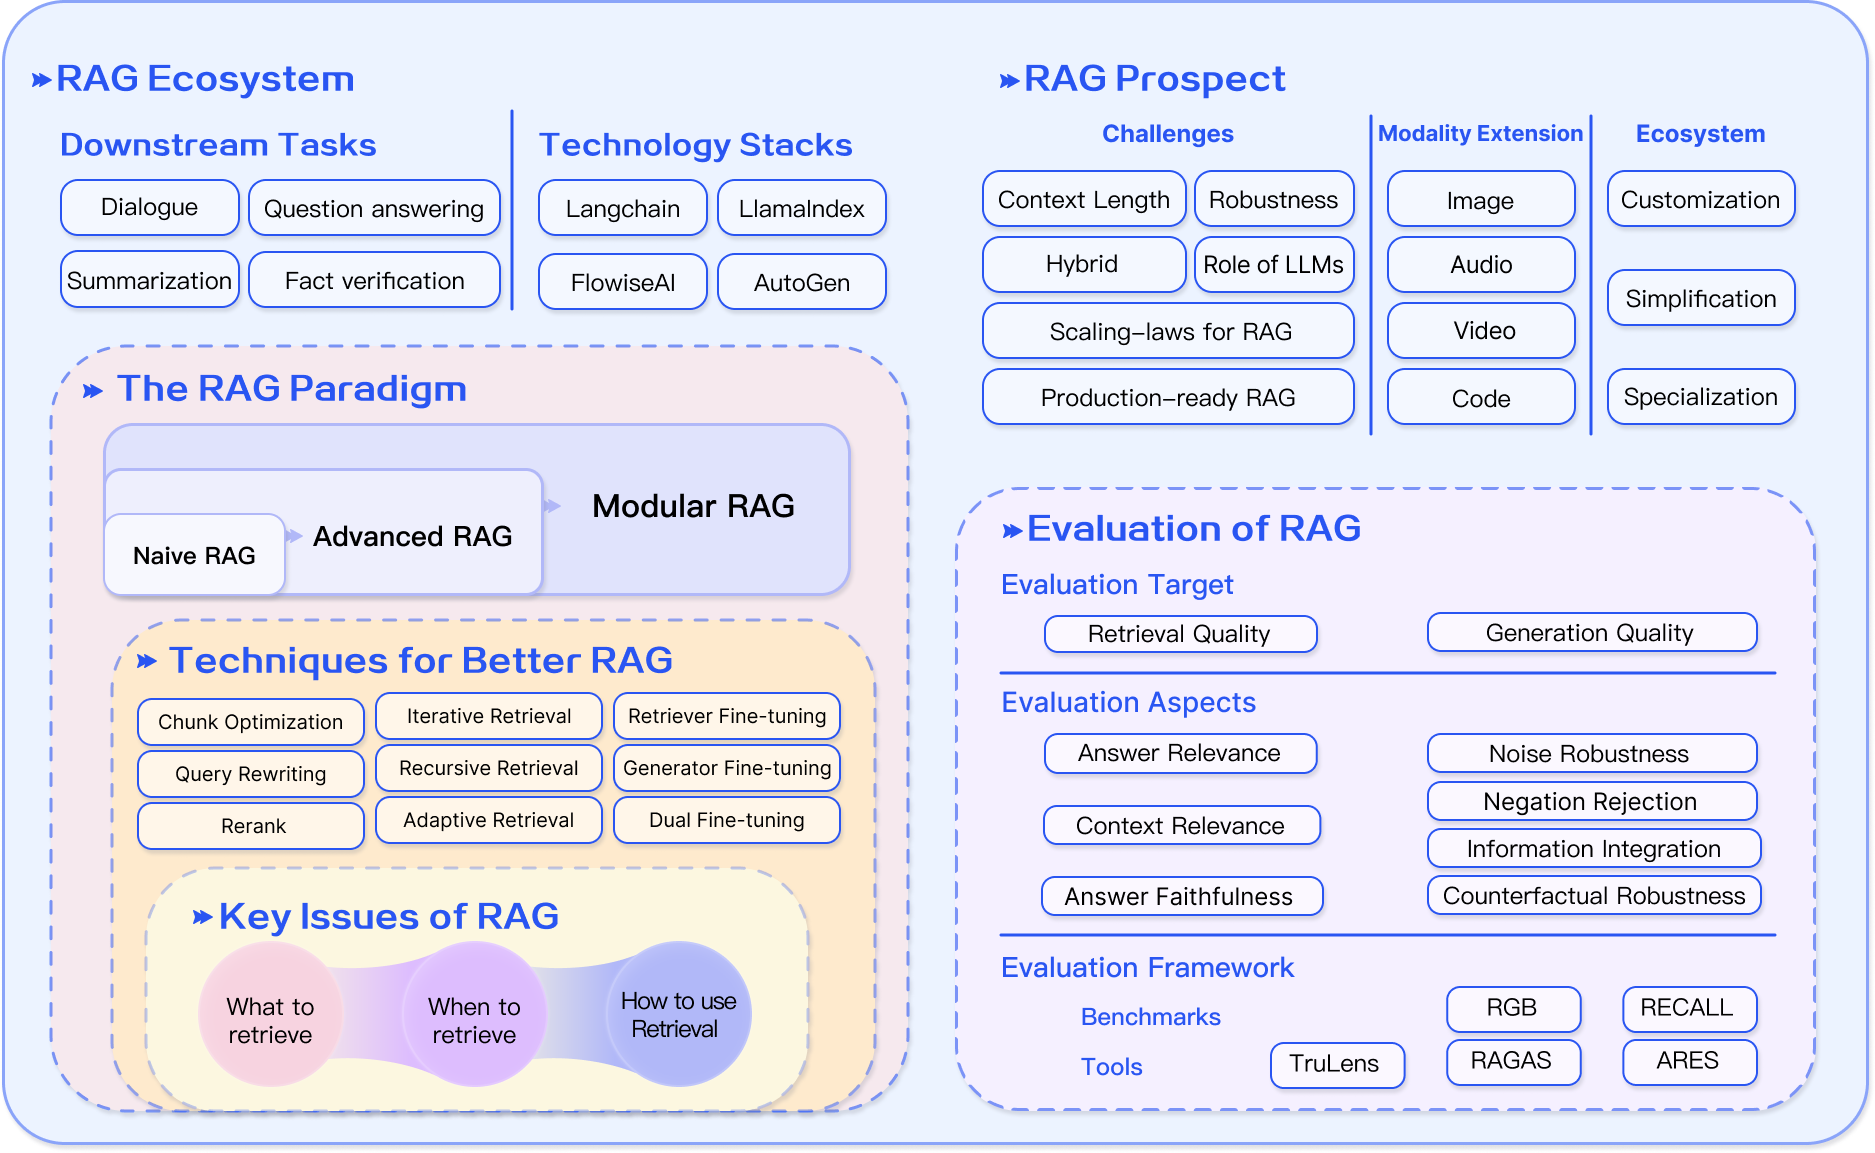 RAG Ecosystem
Downstream Tasks
Dialogue
Question answering
Summarization
Fact verification
Technology Stacks
Langchain
LlamaIndex
FlowiseAI
AutoGen
The RAG Paradigm
Naive RAG
Advanced RAG
Modular RAG
Techniques for Better RAG
Chunk Optimization
Iterative Retrieval
Retriever Fine-tuning
Query Rewriting
Recursive Retrieval
Generator Fine-tuning
Rerank
Adaptive Retrieval
Dual Fine-tuning
Key Issues of RAG
What to
retrieve
When to
retrieve
How to use
Retrieval
RAG Prospect
Challenges
Context Length
Robustness
Hybrid
Role of LLMs
Scaling-laws for RAG
Production-ready RAG
Modality Extension
Image
Audio
Video
Code
Ecosystem
Customization
Simplification
Specialization
Evaluation of RAG
Evaluation Target
Retrieval Quality
Generation Quality
Evaluation Aspects
Answer Relevance
Context Relevance
Answer Faithfulness
Noise Robustness
Negation Rejection
Information Integration
Counterfactual Robustness
Evaluation Framework
Benchmarks
RGB
RECALL
Tools
TruLens
RAGAS
ARES